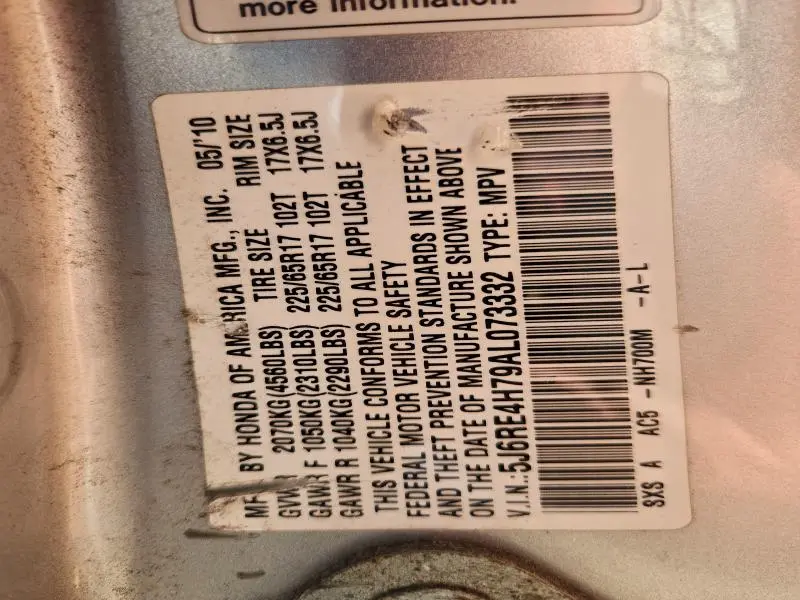 more information.
MFD BY HONDA OF AMERICA MFG., INC. 05/'10
GVWR 2070KG(4560LBS) TIRE SIZE RIM SIZE
GAWR F 1050KG(2310LBS) 225/65R17 102T 17X6.5J
GAWR R 1040KG(2290LBS) 225/65R17 102T 17X6.5J
THIS VEHICLE CONFORMS TO ALL APPLICABLE
FEDERAL MOTOR VEHICLE SAFETY
AND THEFT PREVENTION STANDARDS IN EFFECT
ON THE DATE OF MANUFACTURE SHOWN ABOVE
V.I.N.:5J6RE4H79AL073332 TYPE: MPV
SXS A AC5 -NH700M -A-L